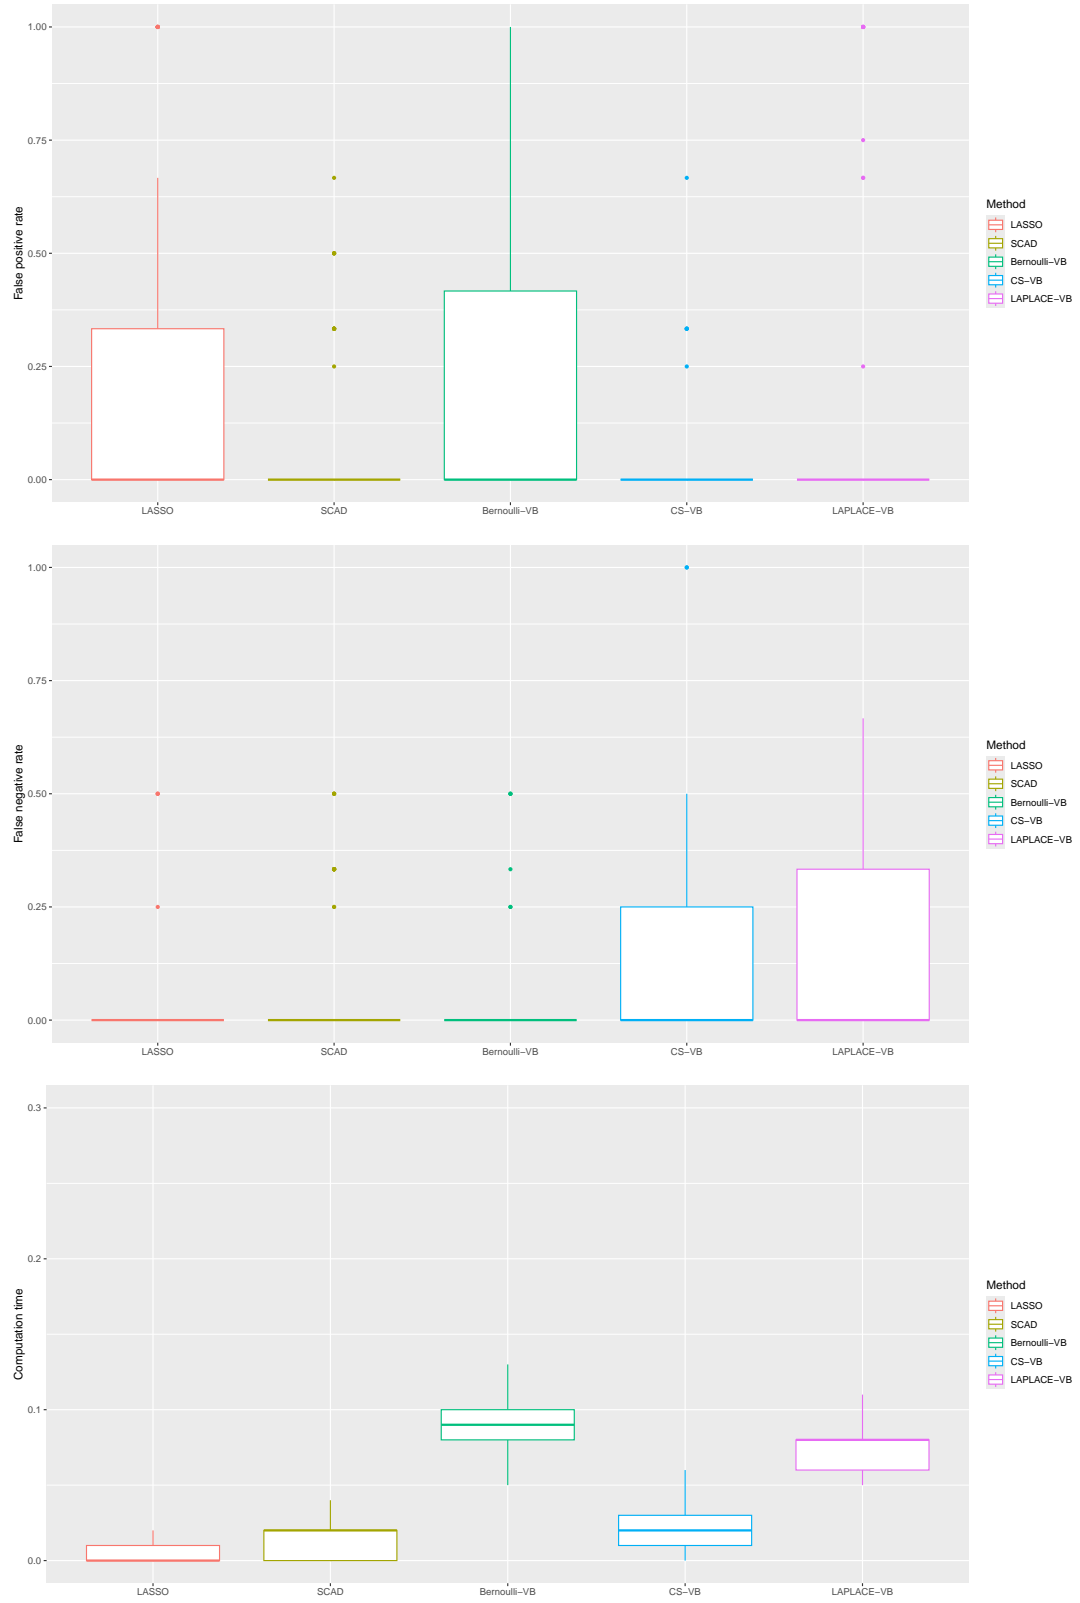 False positive rate
1.00
0.75
0.50
0.25
0.00
LASSO
SCAD
Bernoulli−VB
CS−VB
LAPLACE−VB
Method
LASSO
SCAD
Bernoulli−VB
CS−VB
LAPLACE−VB
False negative rate
1.00
0.75
0.50
0.25
0.00
LASSO
SCAD
Bernoulli−VB
CS−VB
LAPLACE−VB
Method
LASSO
SCAD
Bernoulli−VB
CS−VB
LAPLACE−VB
Computation time
0.3
0.2
0.1
0.0
LASSO
SCAD
Bernoulli−VB
CS−VB
LAPLACE−VB
Method
LASSO
SCAD
Bernoulli−VB
CS−VB
LAPLACE−VB